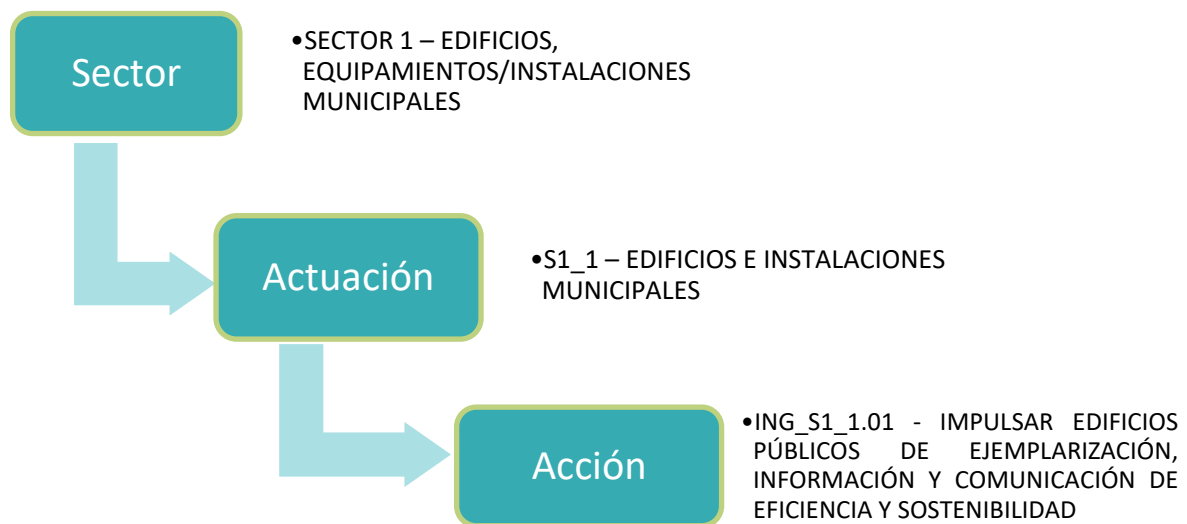 Sector
•SECTOR 1 – EDIFICIOS,
EQUIPAMIENTOS/INSTALACIONES
MUNICIPALES
Actuación
•S1_1 – EDIFICIOS E INSTALACIONES
MUNICIPALES
Acción
•ING_S1_1.01 - IMPULSAR EDIFICIOS
PÚBLICOS DE EJEMPLARIZACIÓN,
INFORMACIÓN Y COMUNICACIÓN DE
EFICIENCIA Y SOSTENIBILIDAD